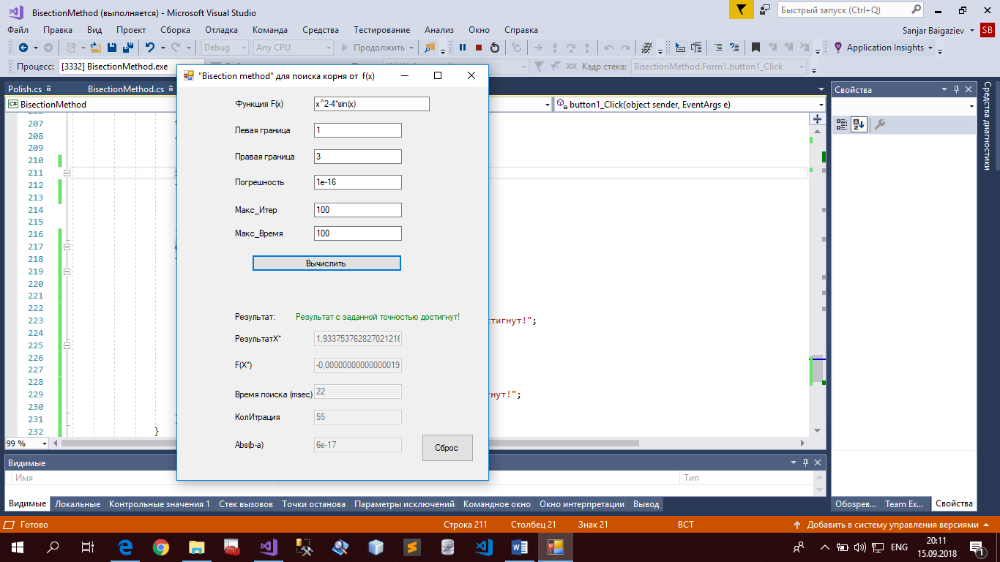 BisectionMethod (выполняется) - Microsoft Visual Studio
Быстрый запуск (Ctrl+Q)
Файл Правка Вид Проект Сборка Отладка Команда Средства Тестирование Анализ Окно Справка
Sanjar Baigaziev SB
Debug Any CPU Продолжить Application Insights
Процесс: [3332] BisectionMethod.exe
Кадр стека: BisectionMethod.Form1.button1_Click
Polish.cs BisectionMethod.cs
C# BisectionMethod
button1_Click(object sender, EventArgs e)
"Bisection method" для поиска корня от f(x)
Функция F(x) x^2-4*sin(x)
Левая граница 1
Правая граница 3
Погрешность 1e-16
Макс_Итер 100
Макс_Время 100
Вычислить
Результат: Результат с заданной точностью достигнут!
РезультатX* 1,933753762827021216
F(X*) -0,00000000000000019
Время поиска (msec) 22
КолИтрация 55
Abs(b-a) 6e-17
Сброс
207
208
209
210
211
212
213
214
215
216
217
218
219
220
221
222
223 стигнут!";
224
225
226
227
228
229 гнут!";
230
231
232 }
99 %
Свойства
Средства диагностики
Видимые
Имя Тип
Видимые Локальные Контрольные значения 1 Стек вызовов Точки останова Параметры исключений Командное окно Окно интерпретации Вывод
Обозрев... Team Ex... Свойства
Готово Строка 211 Столбец 21 Знак 21 ВСТ Добавить в систему управления версиями
ENG 20:11
15.09.2018
1